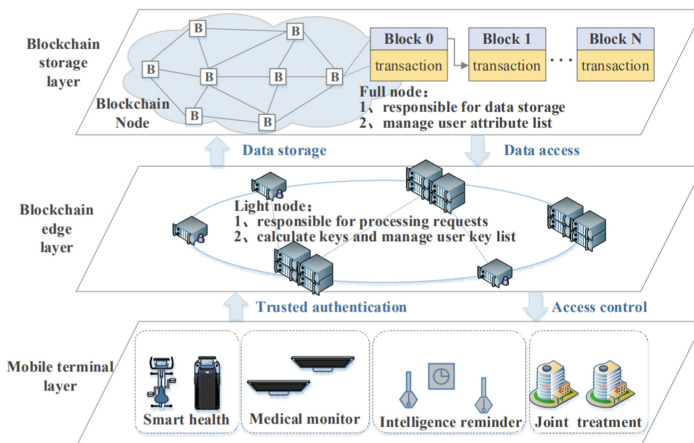 Blockchain
storage
layer
B
B
B
B
B
B
B
B
Blockchain
Node
Block 0
transaction
Block 1
transaction
...
Block N
transaction
Full node：
1、responsible for data storage
2、manage user attribute list
Data storage
Data access
Blockchain
edge
layer
Light node：
1、responsible for processing requests
2、calculate keys and manage user key list
Trusted authentication
Access control
Mobile terminal
layer
Smart health
Medical monitor
Intelligence reminder
Joint treatment